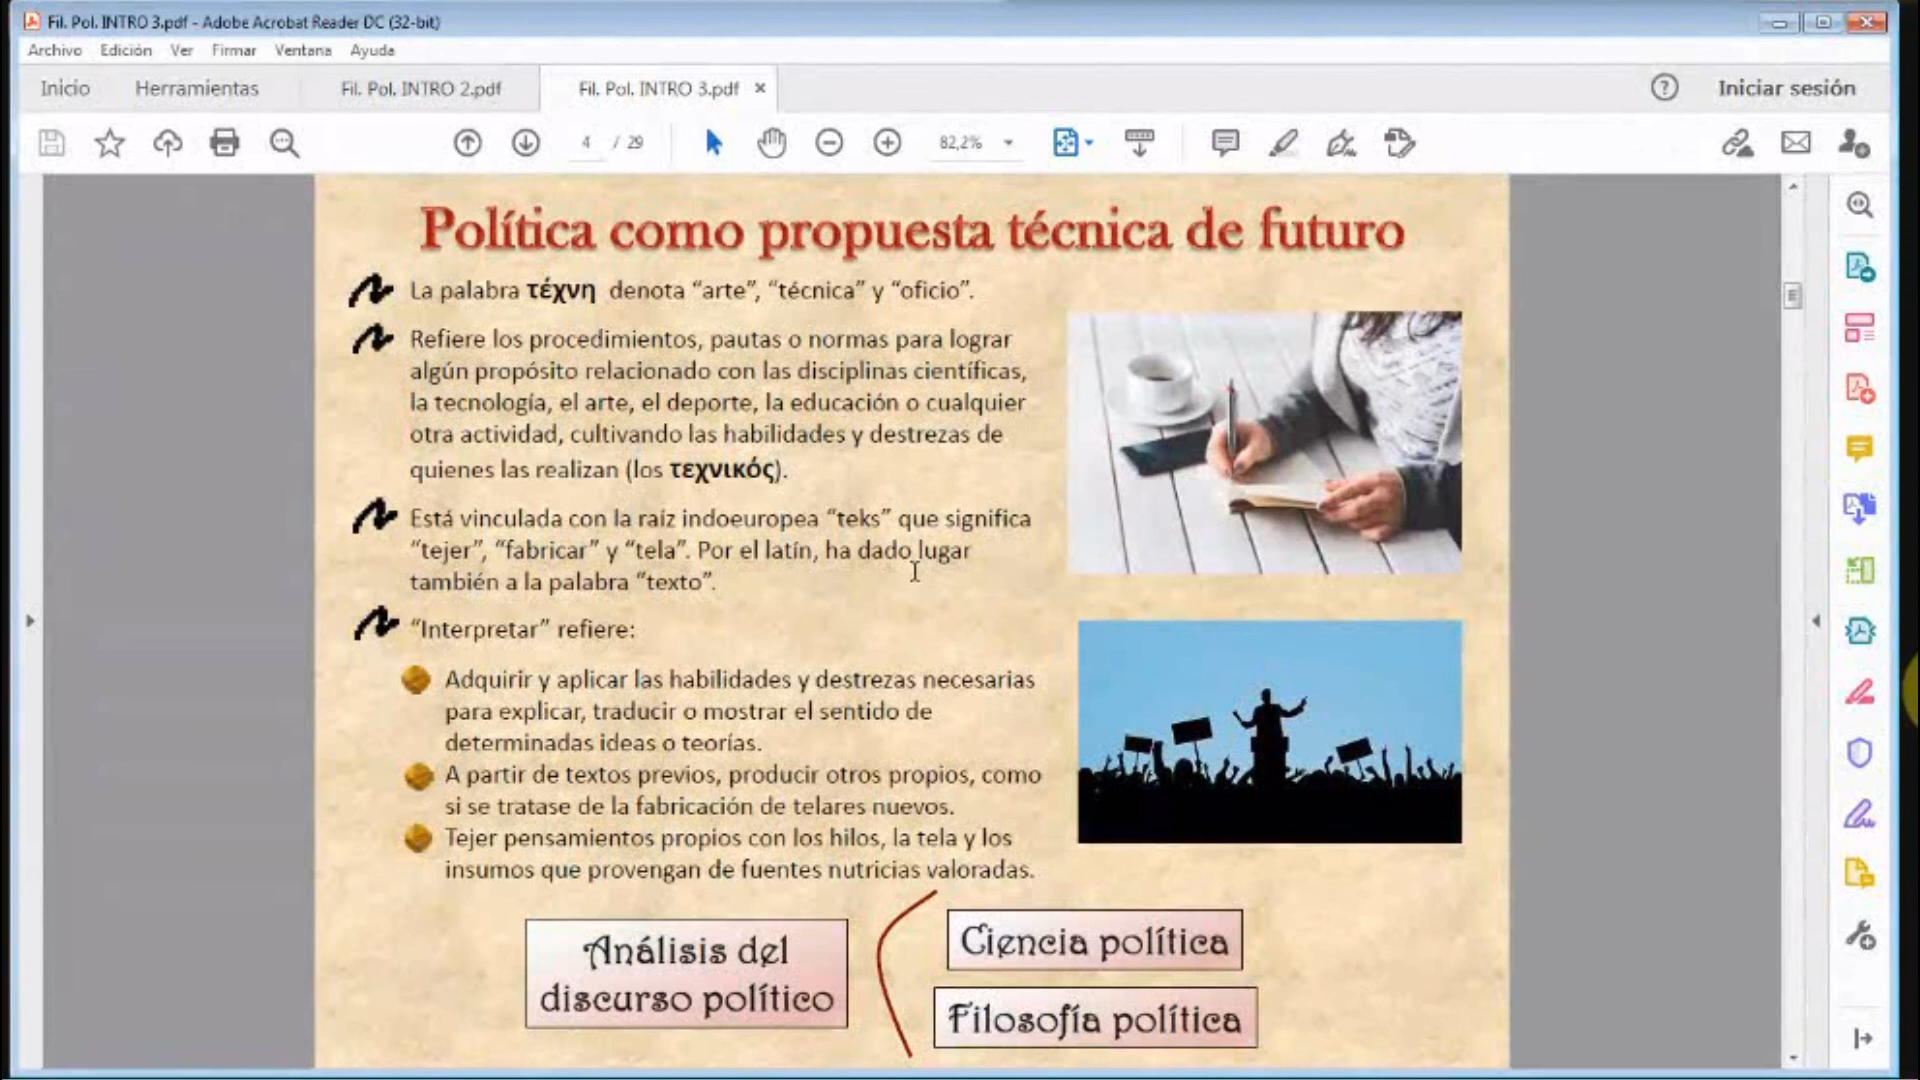 Fil. Pol. INTRO 3.pdf - Adobe Acrobat Reader DC (32-bit)
Archivo Edición Ver Firmar Ventana Ayuda
Inicio Herramientas Fil. Pol. INTRO 2.pdf Fil. Pol. INTRO 3.pdf × Iniciar sesión
4 / 29 82,2%
Política como propuesta técnica de futuro
La palabra τέχνη denota “arte”, “técnica” y “oficio”.
Refiere los procedimientos, pautas o normas para lograr
algún propósito relacionado con las disciplinas científicas,
la tecnología, el arte, el deporte, la educación o cualquier
otra actividad, cultivando las habilidades y destrezas de
quienes las realizan (los τεχνικός).
Está vinculada con la raíz indoeuropea “teks” que significa
“tejer”, “fabricar” y “tela”. Por el latín, ha dado lugar
también a la palabra “texto”.
“Interpretar” refiere:
Adquirir y aplicar las habilidades y destrezas necesarias
para explicar, traducir o mostrar el sentido de
determinadas ideas o teorías.
A partir de textos previos, producir otros propios, como
si se tratase de la fabricación de telares nuevos.
Tejer pensamientos propios con los hilos, la tela y los
insumos que provengan de fuentes nutricias valoradas.
Análisis del
discurso político
Ciencia política
Filosofía política